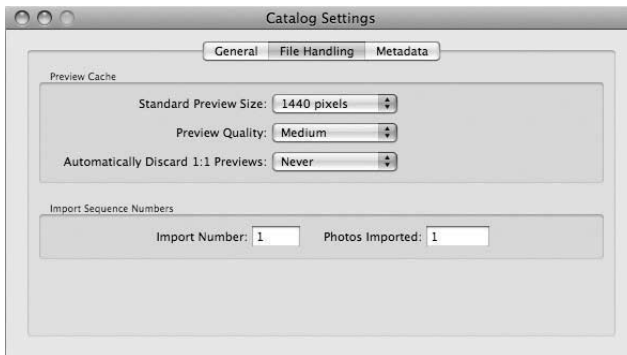 Catalog Settings
General File Handling Metadata
Preview Cache
Standard Preview Size: 1440 pixels
Preview Quality: Medium
Automatically Discard 1:1 Previews: Never
Import Sequence Numbers
Import Number: 1 Photos Imported: 1